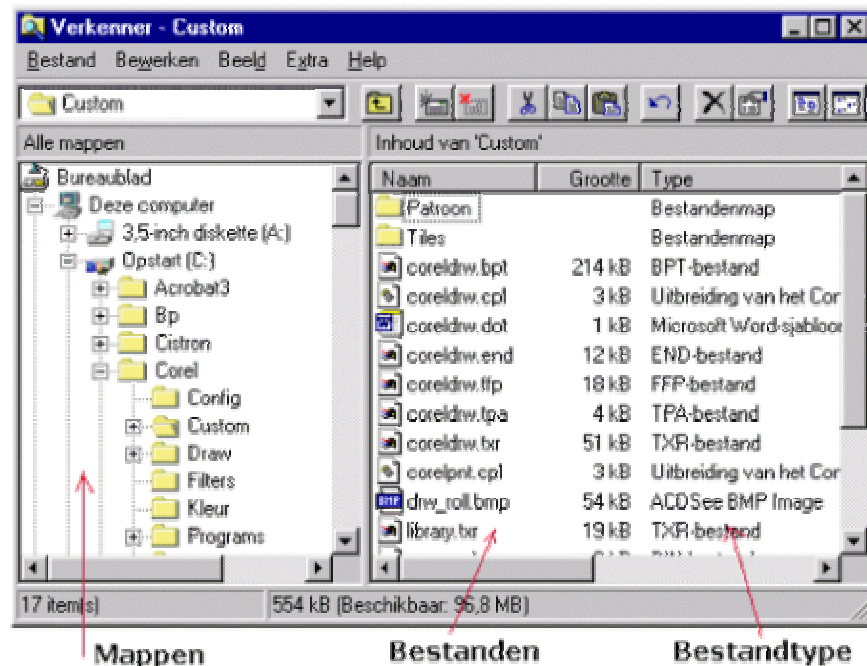 Verkenner - Custom
Bestand Bewerken Beeld Extra Help
Custom
Alle mappen
Inhoud van 'Custom'
Bureaublad
Deze computer
3,5-inch diskette (A:)
Opstart (C:)
Acrobat3
Bp
Cistron
Corel
Config
Custom
Draw
Filters
Kleur
Programs
Naam Grootte Type
Patroon Bestandenmap
Tiles Bestandenmap
coreldrw.bpt 214 kB BPT-bestand
coreldrw.cpl 3 kB Uitbreiding van het Cor
coreldrw.dot 1 kB Microsoft Word-sjabloor
coreldrw.end 12 kB END-bestand
coreldrw.ffp 18 kB FFP-bestand
coreldrw.tpa 4 kB TPA-bestand
coreldrw.txr 51 kB TXR-bestand
corelpnt.cpl 3 kB Uitbreiding van het Cor
drw_roll.bmp 54 kB ACDSee BMP Image
library.txr 19 kB TXR-bestand
17 item(s) 554 kB (Beschikbaar: 96,8 MB)
Mappen Bestanden Bestandtype